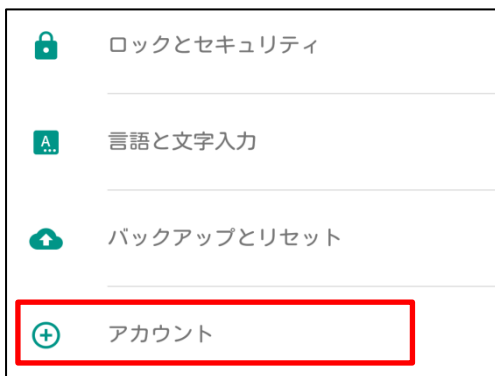 ロックとセキュリティ
言語と文字入力
バックアップとリセット
アカウント